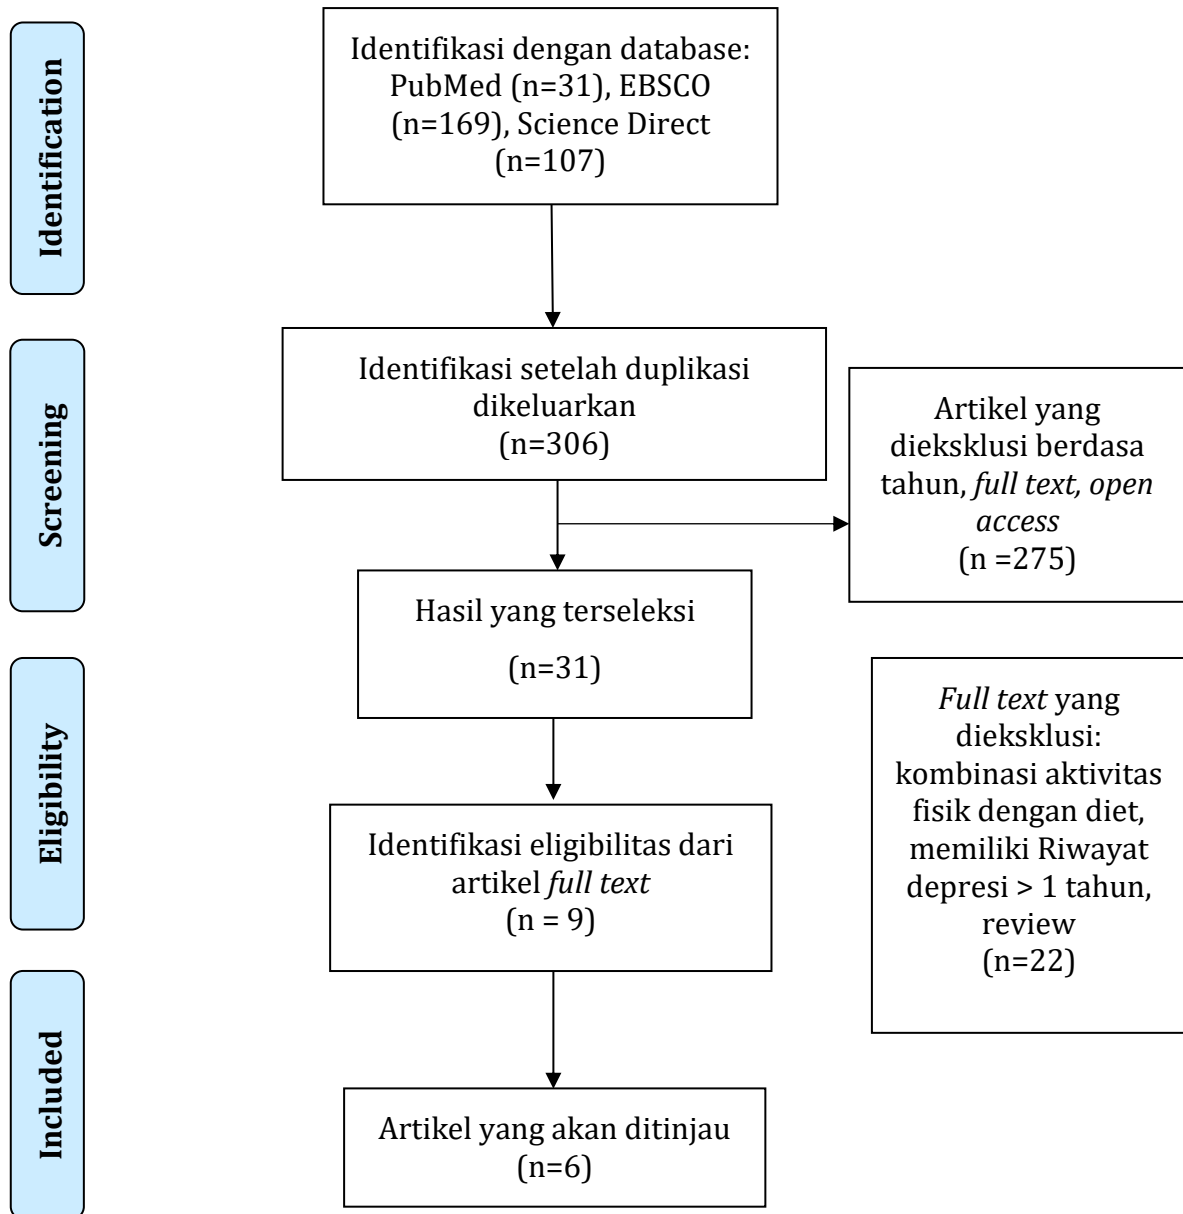 Identification
Identifikasi dengan database:
PubMed (n=31), EBSCO
(n=169), Science Direct
(n=107)
Screening
Identifikasi setelah duplikasi
dikeluarkan
(n=306)
Artikel yang
dieksklusi berdasa
tahun, full text, open
access
(n =275)
Hasil yang terseleksi
(n=31)
Eligibility
Full text yang
dieksklusi:
kombinasi aktivitas
fisik dengan diet,
memiliki Riwayat
depresi > 1 tahun,
review
(n=22)
Identifikasi eligibilitas dari
artikel full text
(n = 9)
Included
Artikel yang akan ditinjau
(n=6)